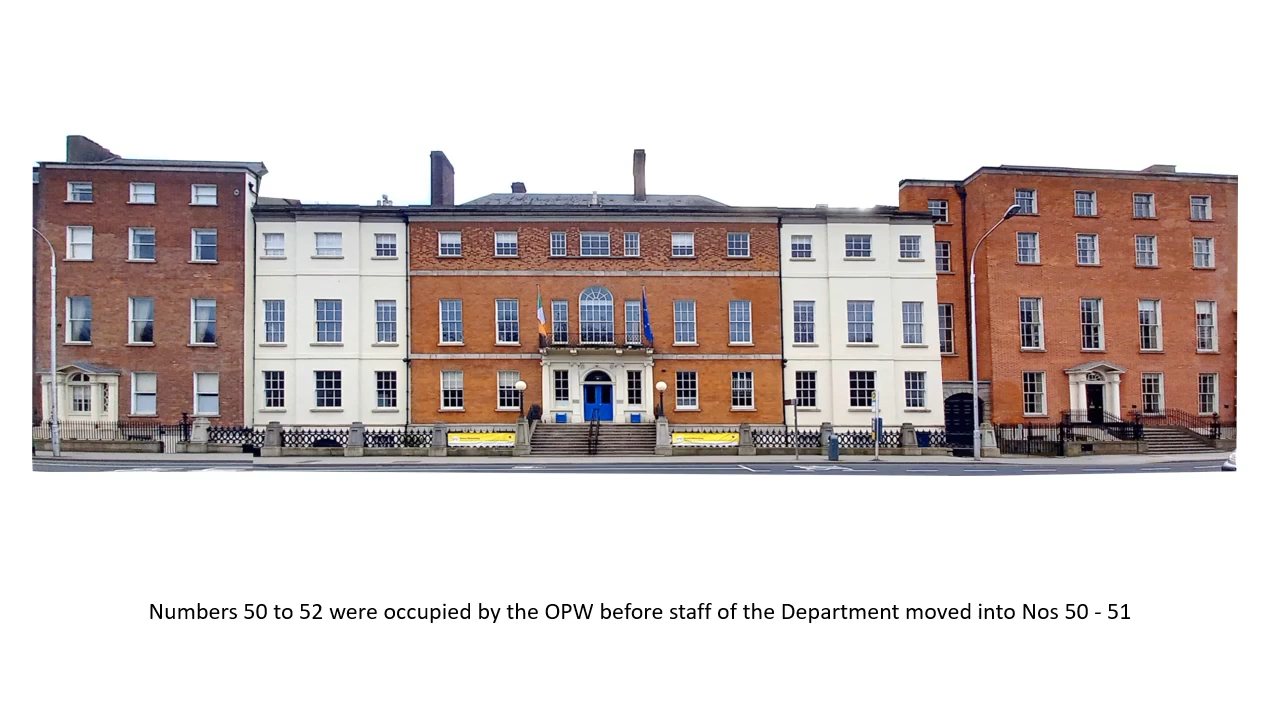 Numbers 50 to 52 were occupied by the OPW before staff of the Department moved into Nos 50 - 51